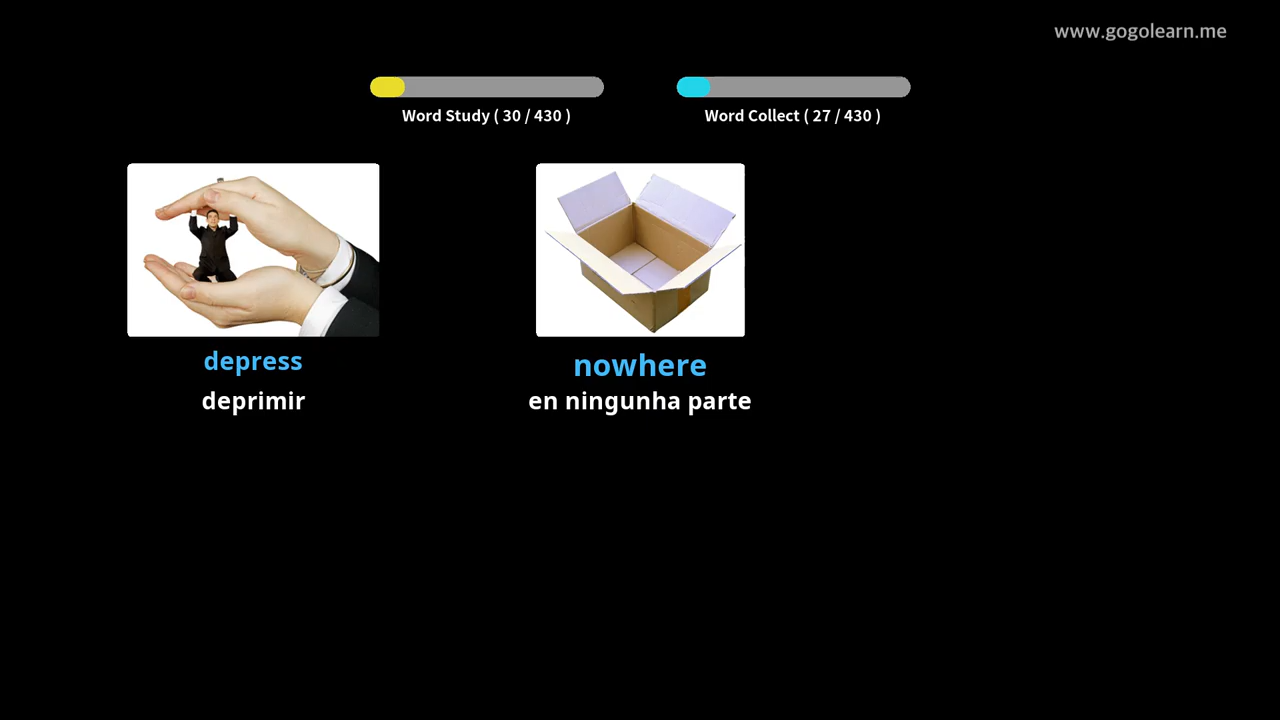 www.gogolearn.me
Word Study ( 30 / 430 )
Word Collect ( 27 / 430 )
depress
deprimir
nowhere
en ningunha parte